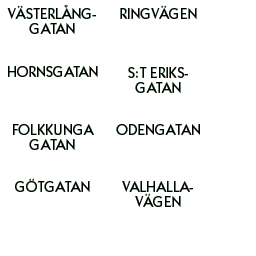 VÄSTERLÅNG-
GATAN
RINGVÄGEN
HORNSGATAN
S:T ERIKS-
GATAN
FOLKKUNGA
GATAN
ODENGATAN
GÖTGATAN
VALHALLA-
VÄGEN